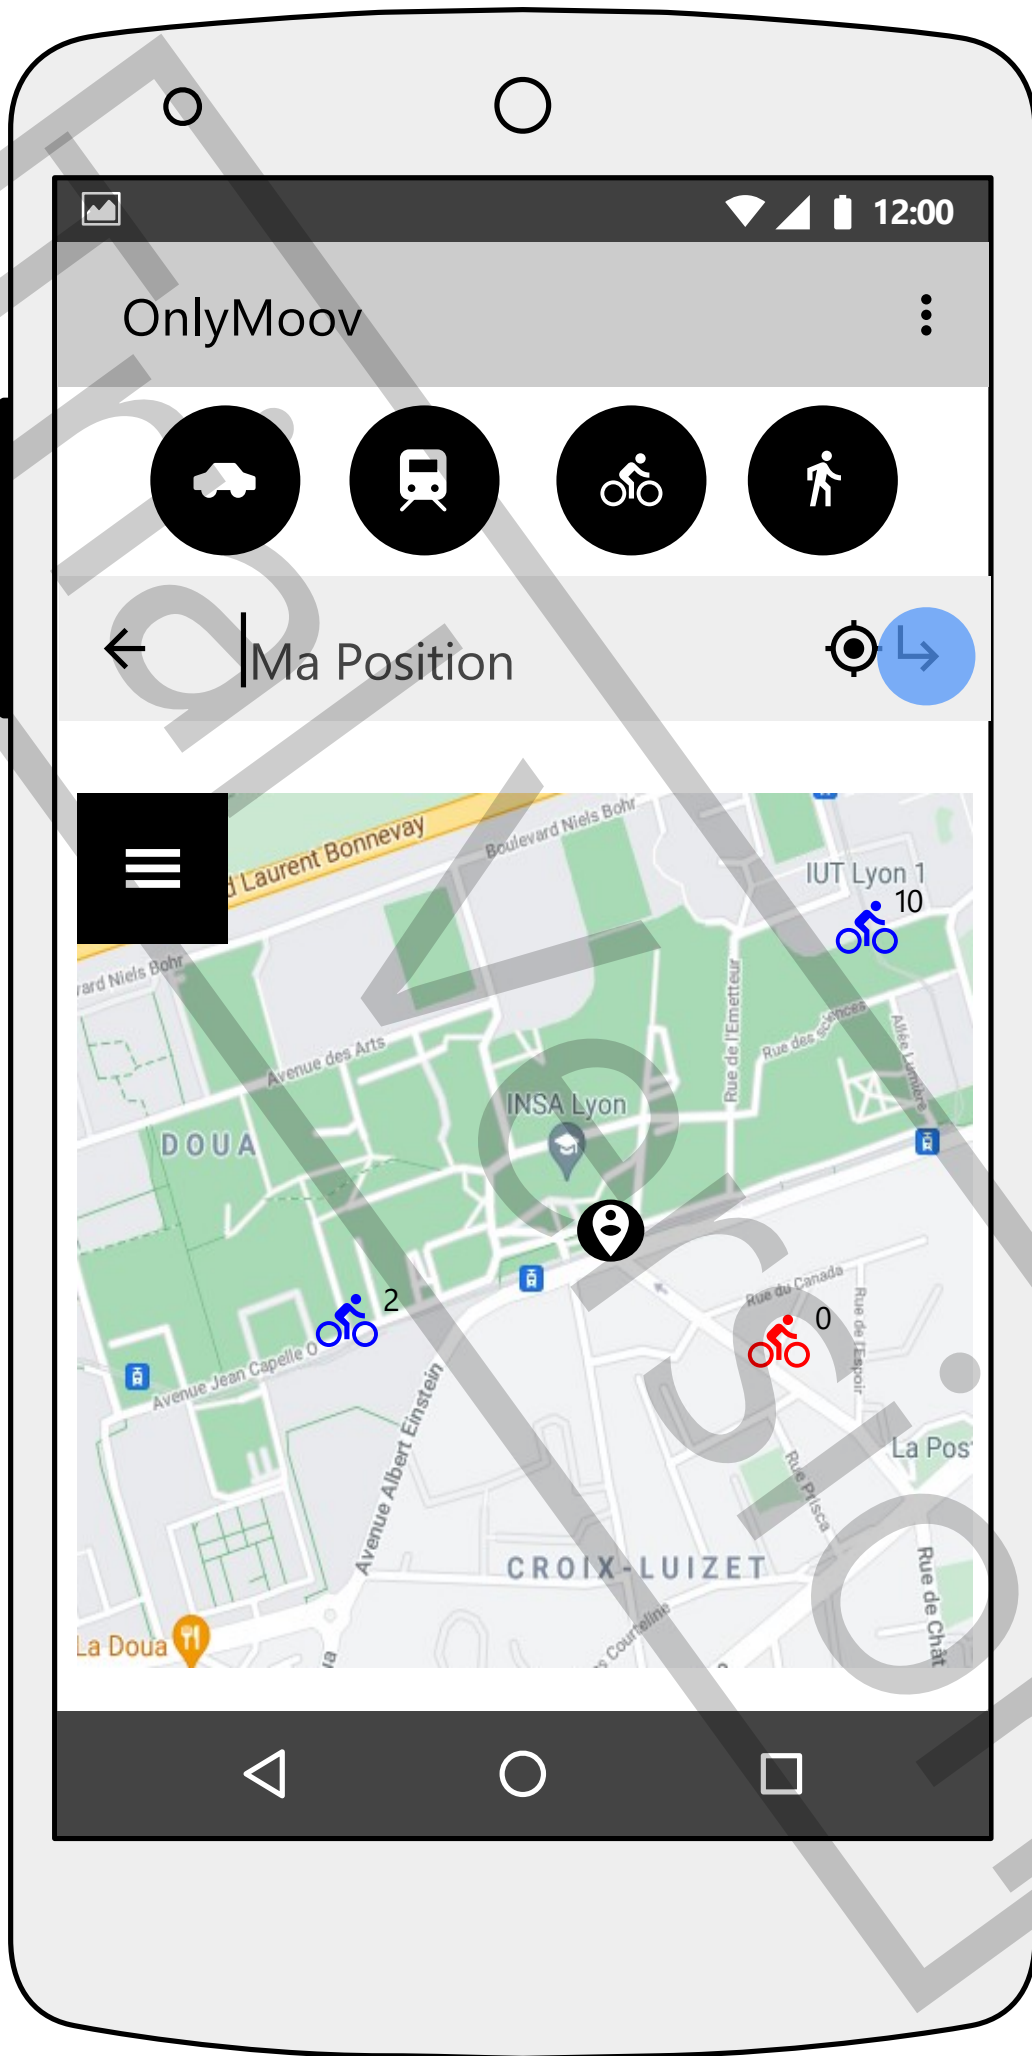 12:00
OnlyMoov
Ma Position
d Laurent Bonnevay
Boulevard Niels Bohr
IUT Lyon 1
10
ard Niels Bohr
Avenue des Arts
Rue de l'Emetteur
Rue des sciences
Allée Lumière
INSA Lyon
DOUA
2
Rue du Canada
0
Rue de l'Espoir
Avenue Jean Capelle O
Avenue Albert Einstein
La Pos
Rue Prisca
CROIX-LUIZET
Rue de Chât
s Courteline
La Doua
ua
Trial Versio